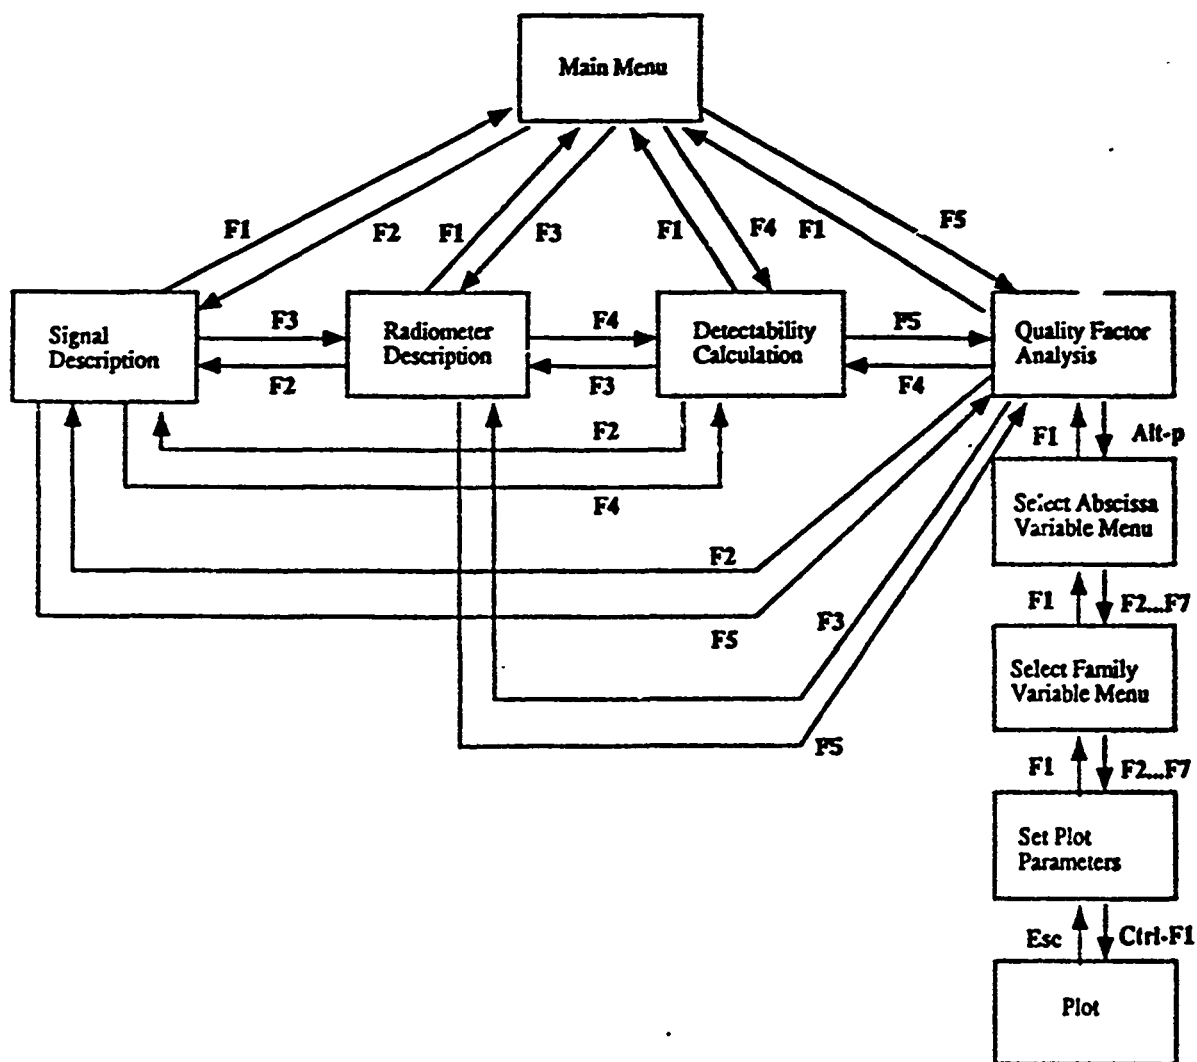 Main Menu
F1
F2
F1
F3
F1
F4
F1
F5
Signal
Description
F3
F2
Radiometer
Description
F4
F3
Detectability
Calculation
F5
F4
Quality Factor
Analysis
F2
F4
F1
Alt-p
Select Abscissa
Variable Menu
F2
F5
F3
F5
F1
F2...F7
Select Family
Variable Menu
F1
F2...F7
Set Plot
Parameters
Esc
Ctrl-F1
Plot